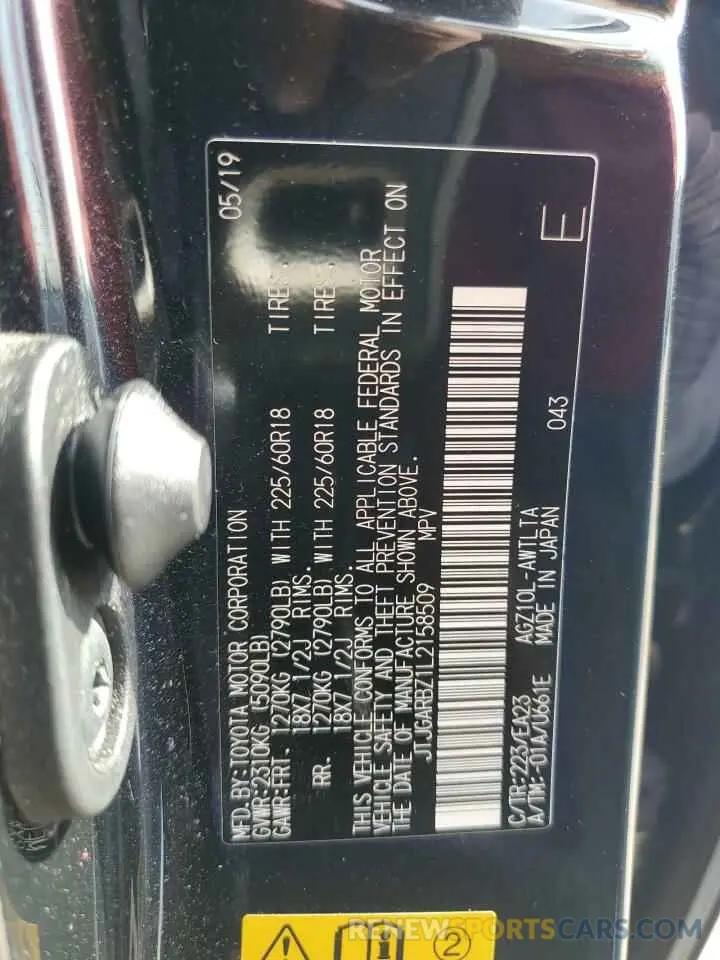 MFD.BY:TOYOTA MOTOR CORPORATION 05/19
GVWR:2310KG (5090LB)
GAWR:FRT. 1270KG (2790LB) WITH 225/60R18 TIRES,
18X7 1/2J RIMS.
RR. 1270KG (2790LB) WITH 225/60R18 TIRES,
18X7 1/2J RIMS.
THIS VEHICLE CONFORMS TO ALL APPLICABLE FEDERAL MOTOR
VEHICLE SAFETY AND THEFT PREVENTION STANDARDS IN EFFECT ON
THE DATE OF MANUFACTURE SHOWN ABOVE.
JTJGARBZ1L2158509 MPV
C/TR:223/EA23 AGZ10L-AWTLTA
A/TM:-01A/U661E MADE IN JAPAN 043 E
2
RENEWSPORTSCARS.COM